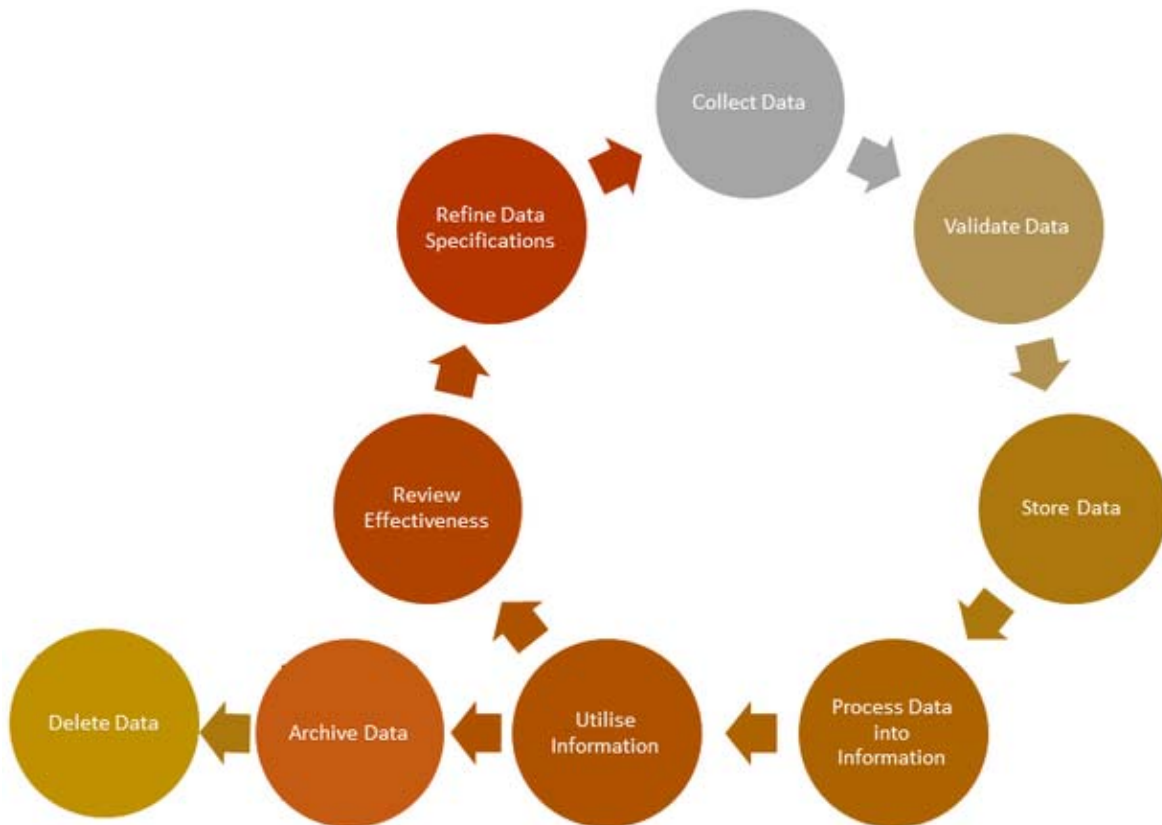 Collect Data
Validate Data
Store Data
Process Data
into
Information
Utilise
Information
Review
Effectiveness
Refine Data
Specifications
Archive Data
Delete Data